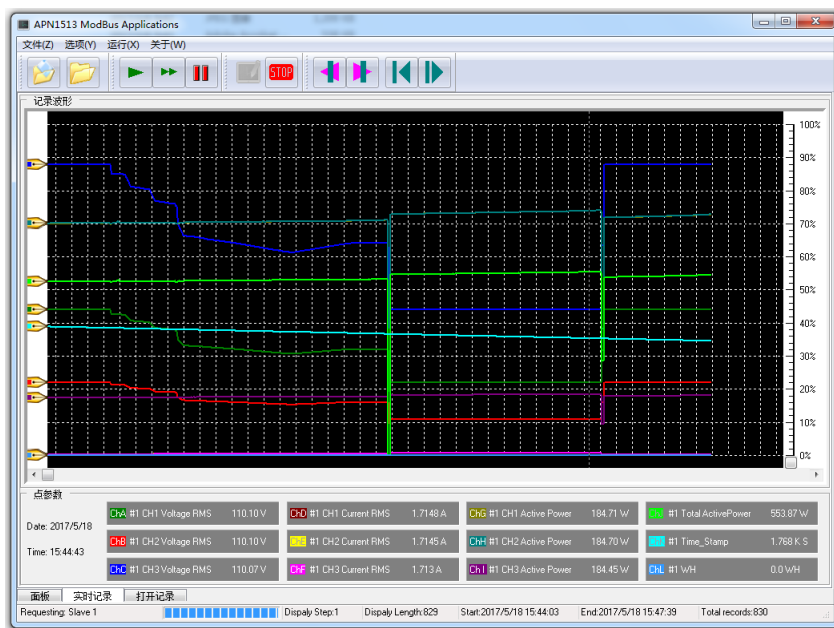 APN1513 ModBus Applications
文件(Z) 选项(Y) 运行(X) 关于(W)
STOP
记录波形
100%
90%
80%
70%
60%
50%
40%
30%
20%
10%
0%
点参数
Date: 2017/5/18
Time: 15:44:43
ChA #1 CH1 Voltage RMS 110.10 V ChD #1 CH1 Current RMS 1.7148 A ChG #1 CH1 Active Power 184.71 W #1 Total ActivePower 553.87 W
ChB #1 CH2 Voltage RMS 110.10 V ChE #1 CH2 Current RMS 1.7145 A ChH #1 CH2 Active Power 184.70 W #1 Time_Stamp 1.768 K S
ChC #1 CH3 Voltage RMS 110.07 V ChF #1 CH3 Current RMS 1.713 A ChI #1 CH3 Active Power 184.45 W ChL #1 WH 0.0 WH
面板 实时记录 打开记录
Requesting: Slave 1 Dispaly Step:1 Dispaly Length:829 Start:2017/5/18 15:44:03 End:2017/5/18 15:47:39 Total records:830